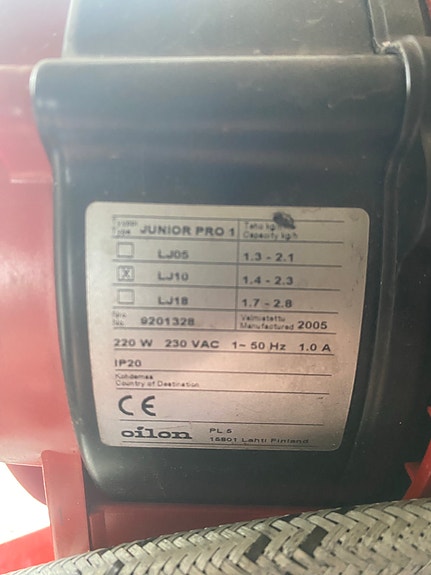 Type JUNIOR PRO 1 Teho kg/h
Capacity kg/h
LJ05 1.3 - 2.1
X LJ10 1.4 - 2.3
LJ18 1.7 - 2.8
No. 9201328 Valmistettu
Manufactured 2005
220 W 230 VAC 1~ 50 Hz 1.0 A
IP20
Kohdemaa
Country of Destination
CE
oilon PL 5
15801 Lahti Finland